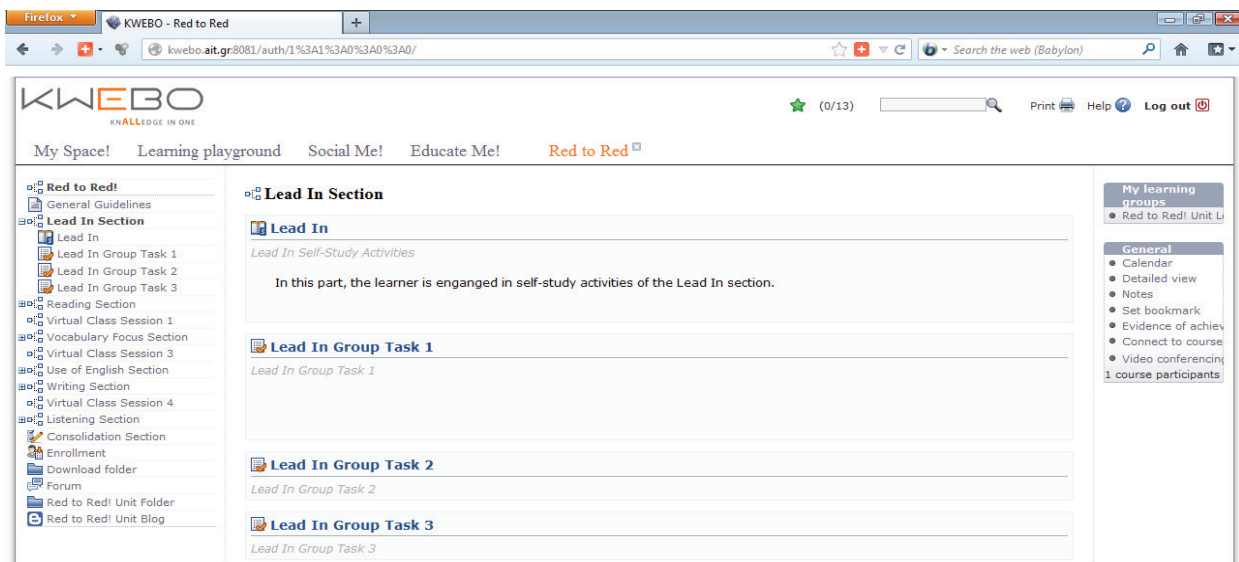 Firefox
KWEBO - Red to Red
kwebo.ait.gr:8081/auth/1%3A1%3A0%3A0%3A0/
Search the web (Babylon)
KWEBO
KNALLEDGE IN ONE
(0/13)
Print
Help
Log out
My Space!
Learning playground
Social Me!
Educate Me!
Red to Red
Red to Red!
General Guidelines
Lead In Section
Lead In
Lead In Group Task 1
Lead In Group Task 2
Lead In Group Task 3
Reading Section
Virtual Class Session 1
Vocabulary Focus Section
Virtual Class Session 3
Use of English Section
Writing Section
Virtual Class Session 4
Listening Section
Consolidation Section
Enrollment
Download folder
Forum
Red to Red! Unit Folder
Red to Red! Unit Blog
Lead In Section
Lead In
Lead In Self-Study Activities
In this part, the learner is enganged in self-study activities of the Lead In section.
Lead In Group Task 1
Lead In Group Task 1
Lead In Group Task 2
Lead In Group Task 2
Lead In Group Task 3
Lead In Group Task 3
My learning
groups
Red to Red! Unit L
General
Calendar
Detailed view
Notes
Set bookmark
Evidence of achiev
Connect to course
Video conferencing
1 course participants